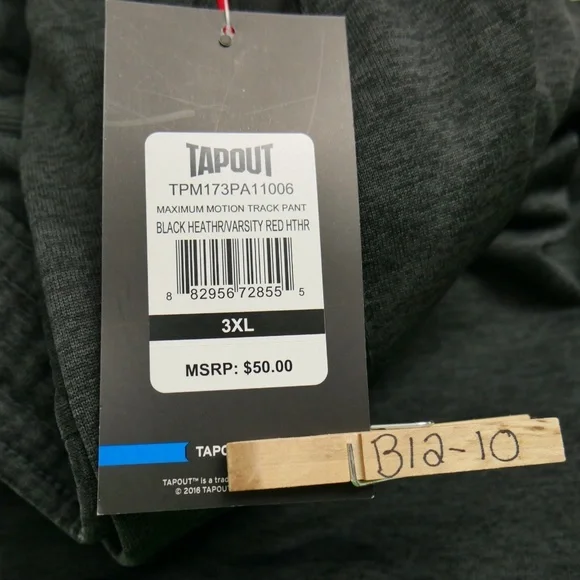 TAPOUT
TPM173PA11006
MAXIMUM MOTION TRACK PANT
BLACK HEATHR/VARSITY RED HTHR
8 82956 72855 5
3XL
MSRP: $50.00
TAPO
B12-10
TAPOUT™ is a trad
© 2016 TAPOUT